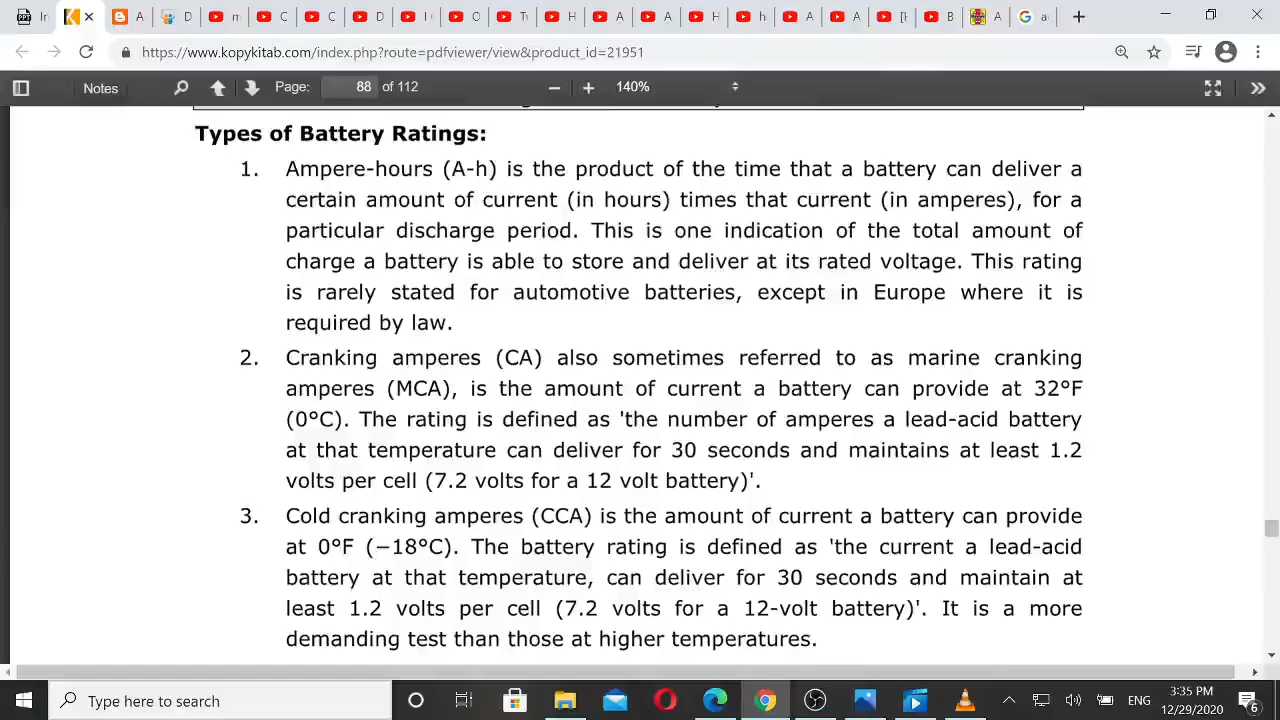 In
A
D
m
C
C
D
I
C
Tv
H
A
A
H
h
A
A
[I
B
A
a
https://www.kopykitab.com/index.php?route=pdfviewer/view&product_id=21951
Notes
Page: 88 of 112
140%
Types of Battery Ratings:
1. Ampere-hours (A-h) is the product of the time that a battery can deliver a
certain amount of current (in hours) times that current (in amperes), for a
particular discharge period. This is one indication of the total amount of
charge a battery is able to store and deliver at its rated voltage. This rating
is rarely stated for automotive batteries, except in Europe where it is
required by law.
2. Cranking amperes (CA) also sometimes referred to as marine cranking
amperes (MCA), is the amount of current a battery can provide at 32°F
(0°C). The rating is defined as 'the number of amperes a lead-acid battery
at that temperature can deliver for 30 seconds and maintains at least 1.2
volts per cell (7.2 volts for a 12 volt battery)'.
3. Cold cranking amperes (CCA) is the amount of current a battery can provide
at 0°F (−18°C). The battery rating is defined as 'the current a lead-acid
battery at that temperature, can deliver for 30 seconds and maintain at
least 1.2 volts per cell (7.2 volts for a 12-volt battery)'. It is a more
demanding test than those at higher temperatures.
Type here to search
ENG
3:35 PM
12/29/2020
6